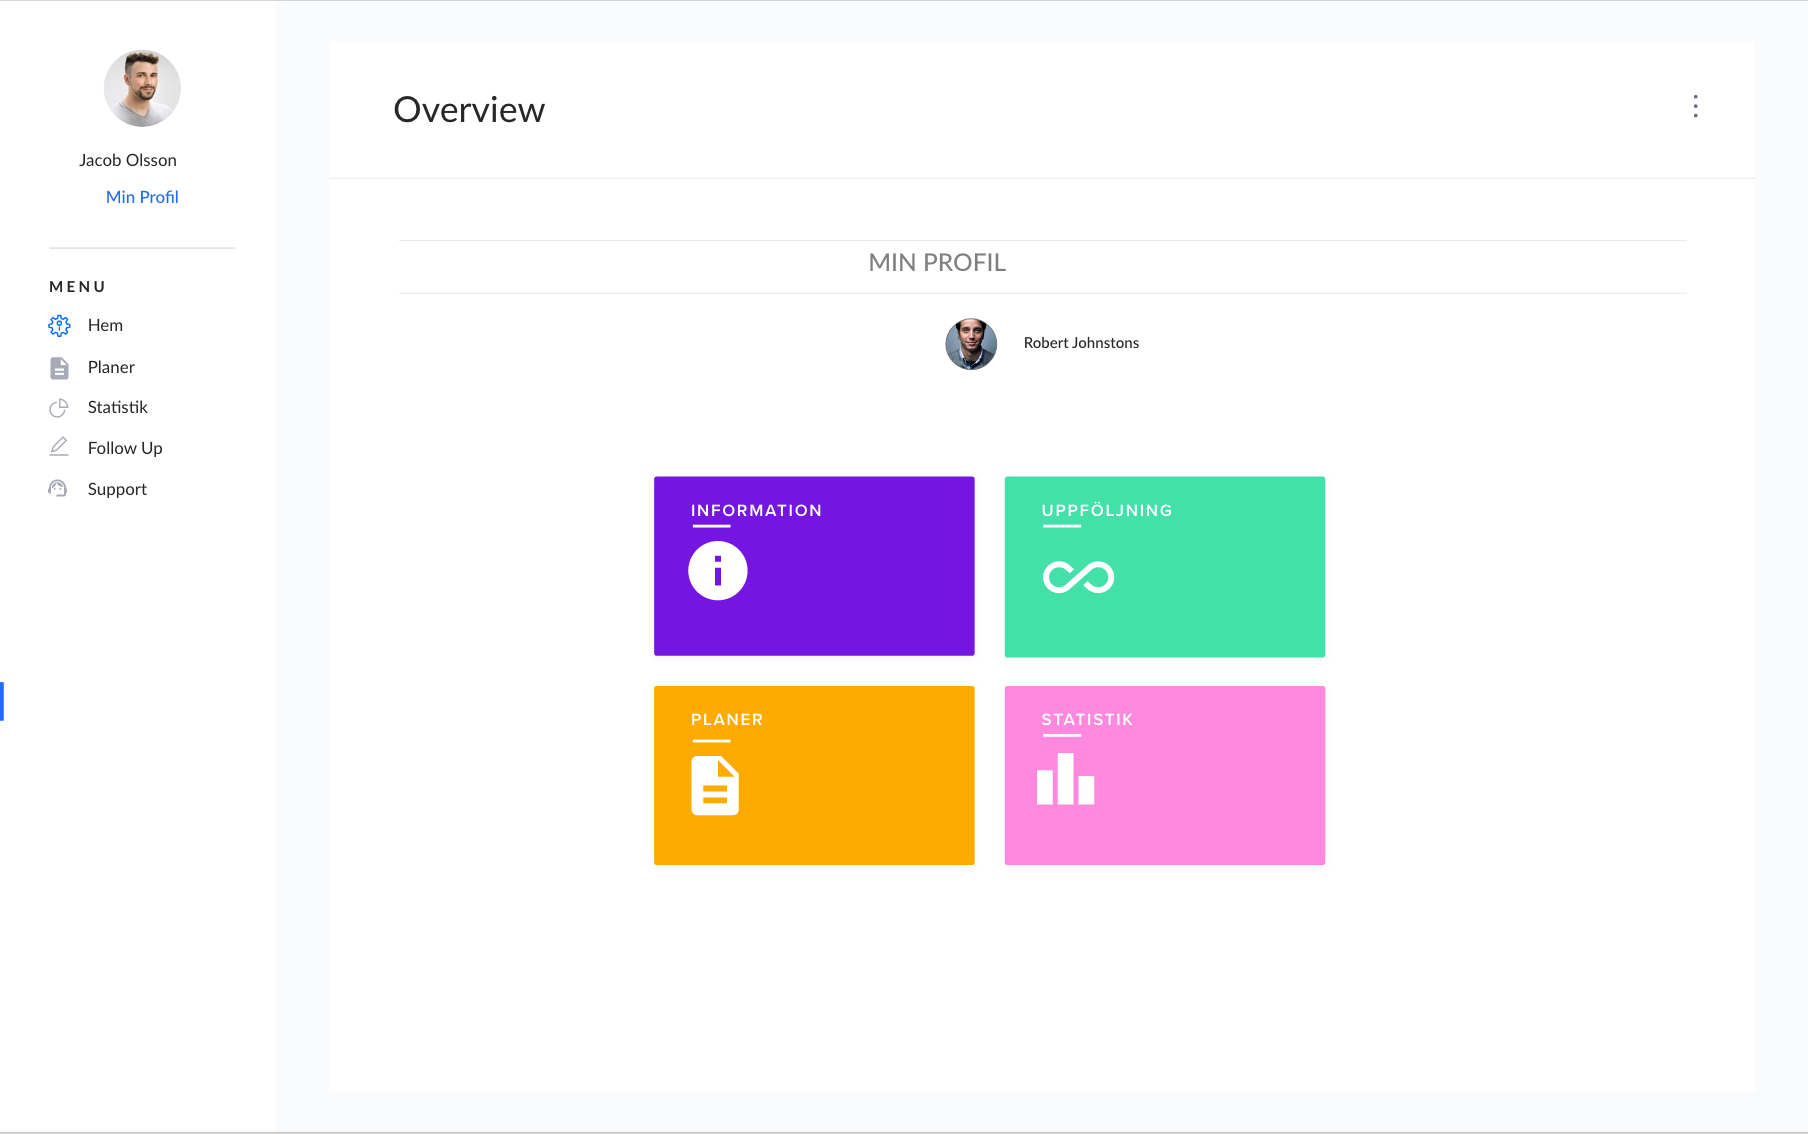 Jacob Olsson
Min Profil
MENU
Hem
Planer
Statistik
Follow Up
Support
Overview
MIN PROFIL
Robert Johnstons
INFORMATION
UPPFÖLJNING
PLANER
STATISTIK